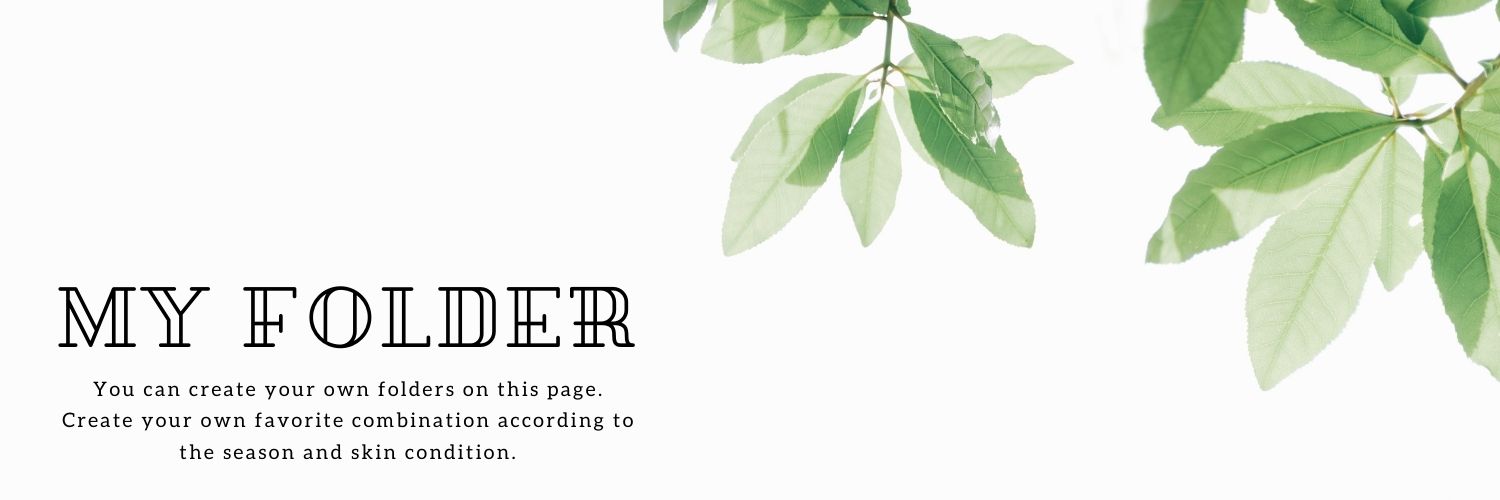 MY FOLDER
You can create your own folders on this page.
Create your own favorite combination according to
the season and skin condition.